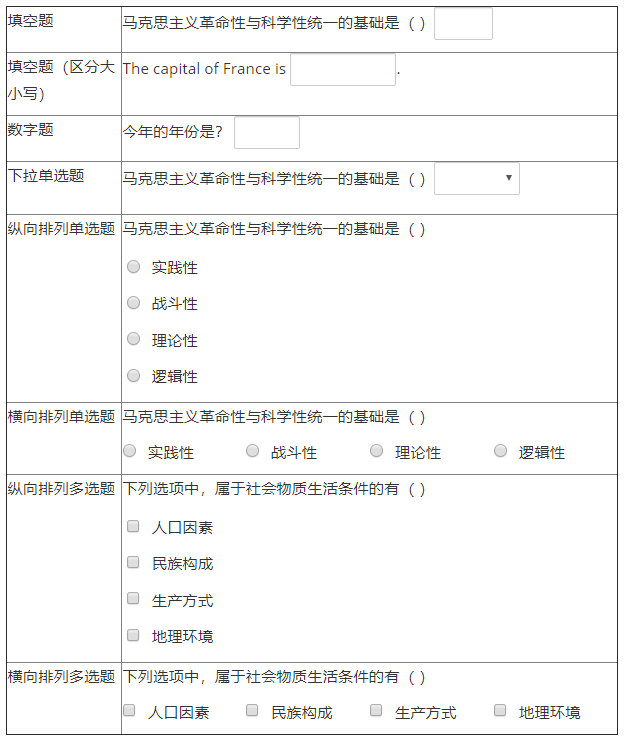 填空题 马克思主义革命性与科学性统一的基础是（ ）
填空题（区分大 The capital of France is .
小写）
数字题 今年的年份是？
下拉单选题 马克思主义革命性与科学性统一的基础是（ ）
纵向排列单选题 马克思主义革命性与科学性统一的基础是（ ）
实践性
战斗性
理论性
逻辑性
横向排列单选题 马克思主义革命性与科学性统一的基础是（ ）
实践性 战斗性 理论性 逻辑性
纵向排列多选题 下列选项中，属于社会物质生活条件的有（ ）
人口因素
民族构成
生产方式
地理环境
横向排列多选题 下列选项中，属于社会物质生活条件的有（ ）
人口因素 民族构成 生产方式 地理环境